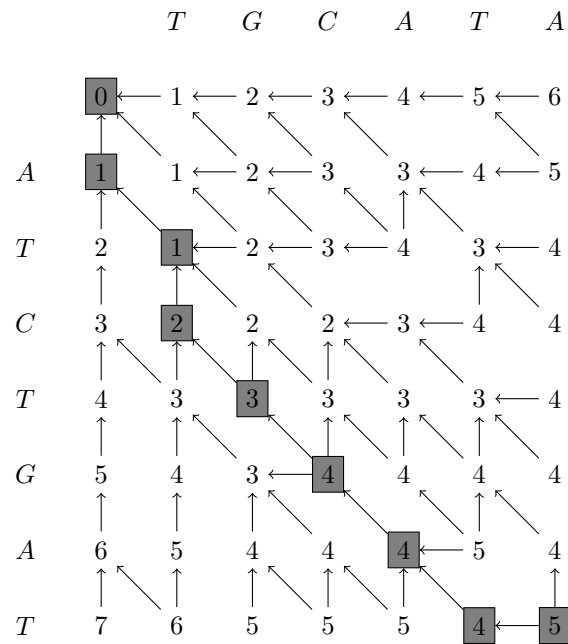 T G C A T A
0 1 2 3 4 5 6
A 1 1 2 3 3 4 5
T 2 1 2 3 4 3 4
C 3 2 2 2 3 4 4
T 4 3 3 3 3 3 4
G 5 4 3 4 4 4 4
A 6 5 4 4 4 5 4
T 7 6 5 5 5 4 5